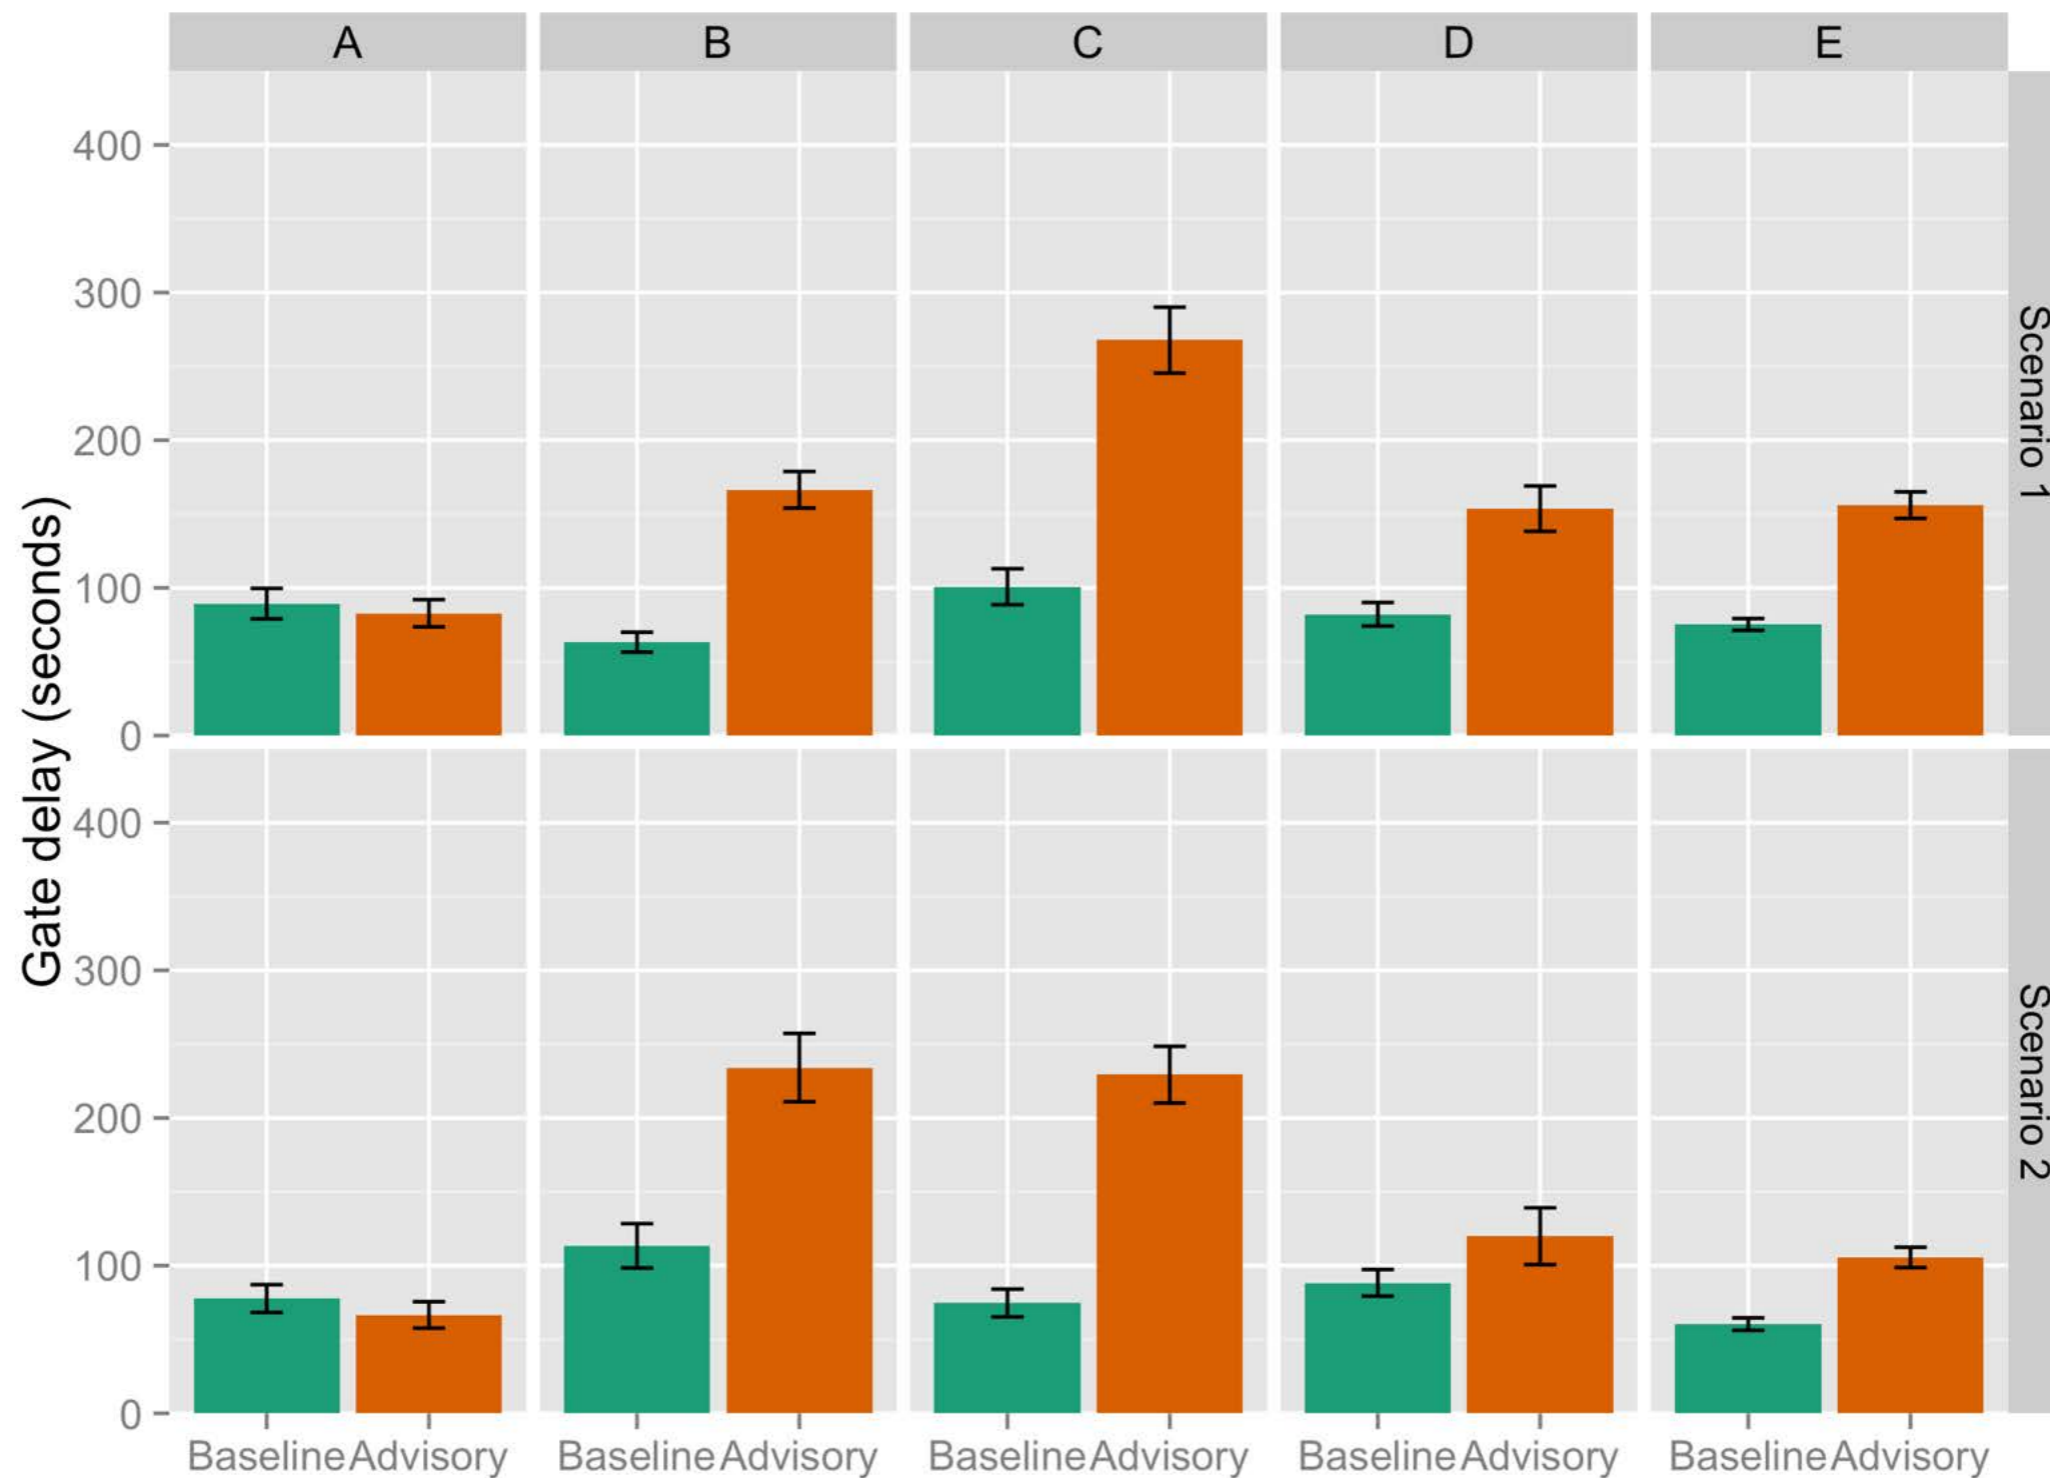 A B C D E
Gate delay (seconds)
400
300
200
100
0
Scenario 1
400
300
200
100
0
Scenario 2
Baseline Advisory Baseline Advisory Baseline Advisory Baseline Advisory Baseline Advisory